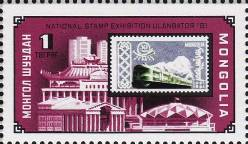 NATIONAL STAMP EXHIBITION ULANBATOR '81
1
ТӨГРӨГ
МОНГОЛ ШУУДАН
MONGOLIA